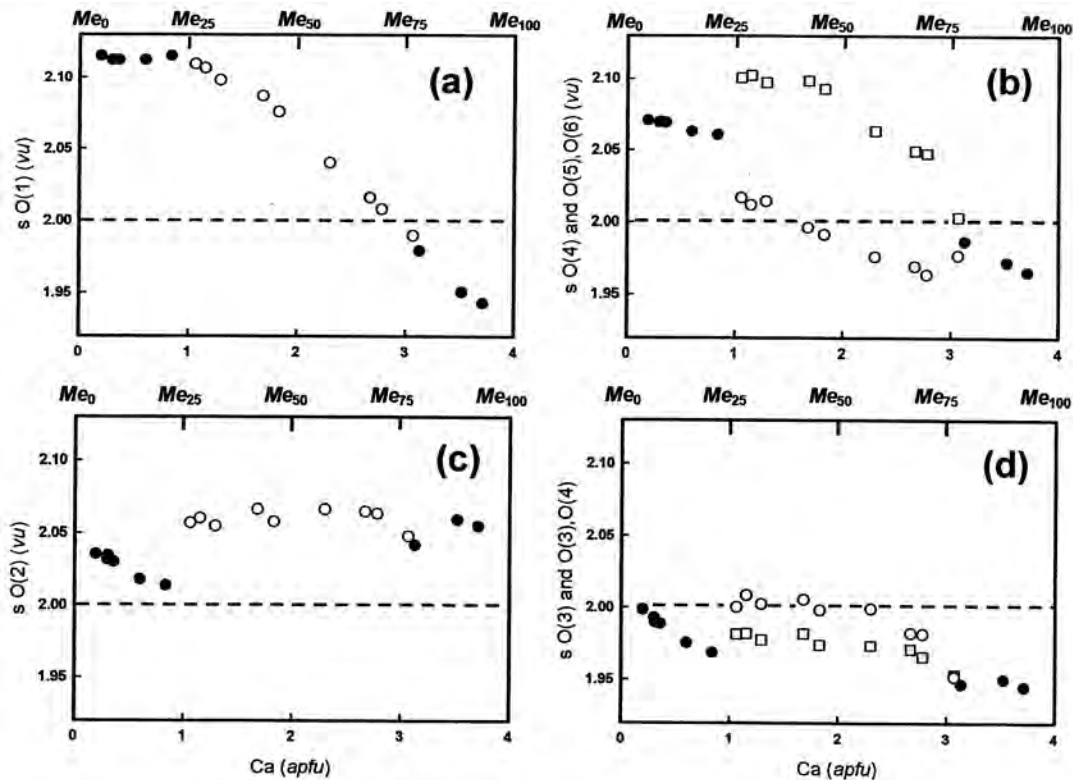 Me0 Me25 Me50 Me75 Me100
(a)
s O(1) (vu)
2.10
2.05
2.00
1.95
0 1 2 3 4
Me0 Me25 Me50 Me75 Me100
(b)
s O(4) and O(5),O(6) (vu)
2.10
2.05
2.00
1.95
0 1 2 3 4
Me0 Me25 Me50 Me75 Me100
(c)
s O(2) (vu)
2.10
2.05
2.00
1.95
0 1 2 3 4
Ca (apfu)
Me0 Me25 Me50 Me75 Me100
(d)
s O(3) and O(3),O(4)
2.10
2.05
2.00
1.95
0 1 2 3 4
Ca (apfu)